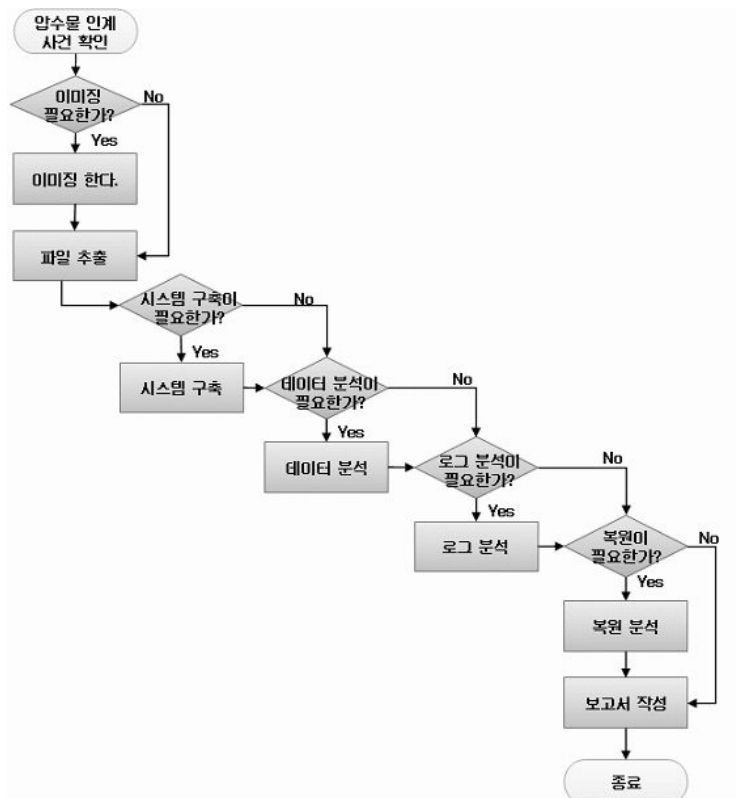 압수물 인계
사건 확인
이미징
필요한가?
No
Yes
이미징 한다.
파일 추출
시스템 구축이
필요한가?
No
Yes
시스템 구축
데이터 분석이
필요한가?
No
Yes
데이터 분석
로그 분석이
필요한가?
No
Yes
로그 분석
복원이
필요한가?
No
Yes
복원 분석
보고서 작성
종료